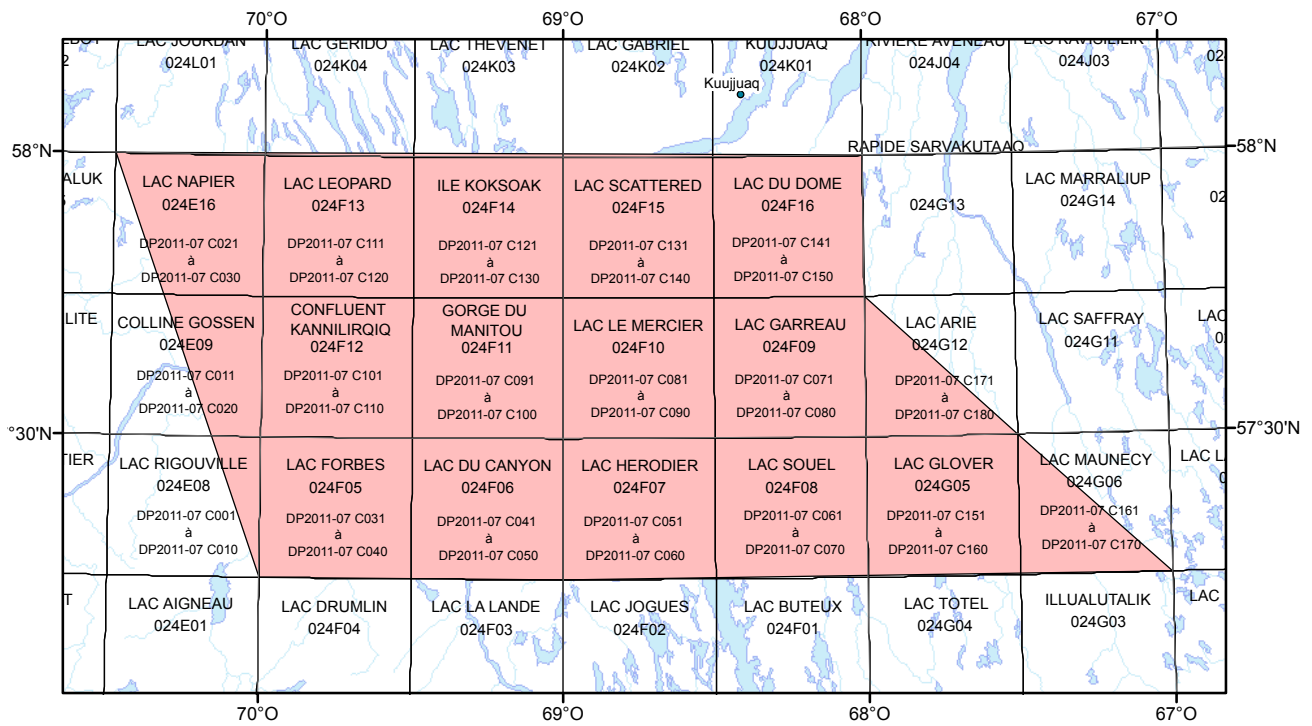 70°O 69°O 68°O 67°O
LAC JOURDAN
024L01
LAC GERIDO
024K04
LAC THEVENET
024K03
LAC GABRIEL
024K02
KUUJJUAQ
024K01
RIVIERE AVENEAU
024J04
024J03
02
2
Kuujjuaq
58°N
58°N
RAPIDE SARVAKUTAAQ
024G13
ALUK
LAC NAPIER
024E16
DP2011-07 C021
à
DP2011-07 C030
LAC LEOPARD
024F13
DP2011-07 C111
à
DP2011-07 C120
ILE KOKSOAK
024F14
DP2011-07 C121
à
DP2011-07 C130
LAC SCATTERED
024F15
DP2011-07 C131
à
DP2011-07 C140
LAC DU DOME
024F16
DP2011-07 C141
à
DP2011-07 C150
LAC MARRALIUP
024G14
02
LITE
COLLINE GOSSEN
024E09
DP2011-07 C011
à
DP2011-07 C020
CONFLUENT
KANNILIRQIQ
024F12
DP2011-07 C101
à
DP2011-07 C110
GORGE DU
MANITOU
024F11
DP2011-07 C091
à
DP2011-07 C100
LAC LE MERCIER
024F10
DP2011-07 C081
à
DP2011-07 C090
LAC GARREAU
024F09
DP2011-07 C071
à
DP2011-07 C080
LAC ARIE
024G12
DP2011-07 C171
à
DP2011-07 C180
LAC SAFFRAY
024G11
LAC
°30'N
57°30'N
TIER
LAC RIGOUVILLE
024E08
DP2011-07 C001
à
DP2011-07 C010
LAC FORBES
024F05
DP2011-07 C031
à
DP2011-07 C040
LAC DU CANYON
024F06
DP2011-07 C041
à
DP2011-07 C050
LAC HERODIER
024F07
DP2011-07 C051
à
DP2011-07 C060
LAC SOUEL
024F08
DP2011-07 C061
à
DP2011-07 C070
LAC GLOVER
024G05
DP2011-07 C151
à
DP2011-07 C160
LAC MAUNECY
024G06
DP2011-07 C161
à
DP2011-07 C170
LAC L
T
LAC AIGNEAU
024E01
LAC DRUMLIN
024F04
LAC LA LANDE
024F03
LAC JOGUES
024F02
LAC BUTEUX
024F01
LAC TOTEL
024G04
ILLUALUTALIK
024G03
LAC
70°O 69°O 68°O 67°O